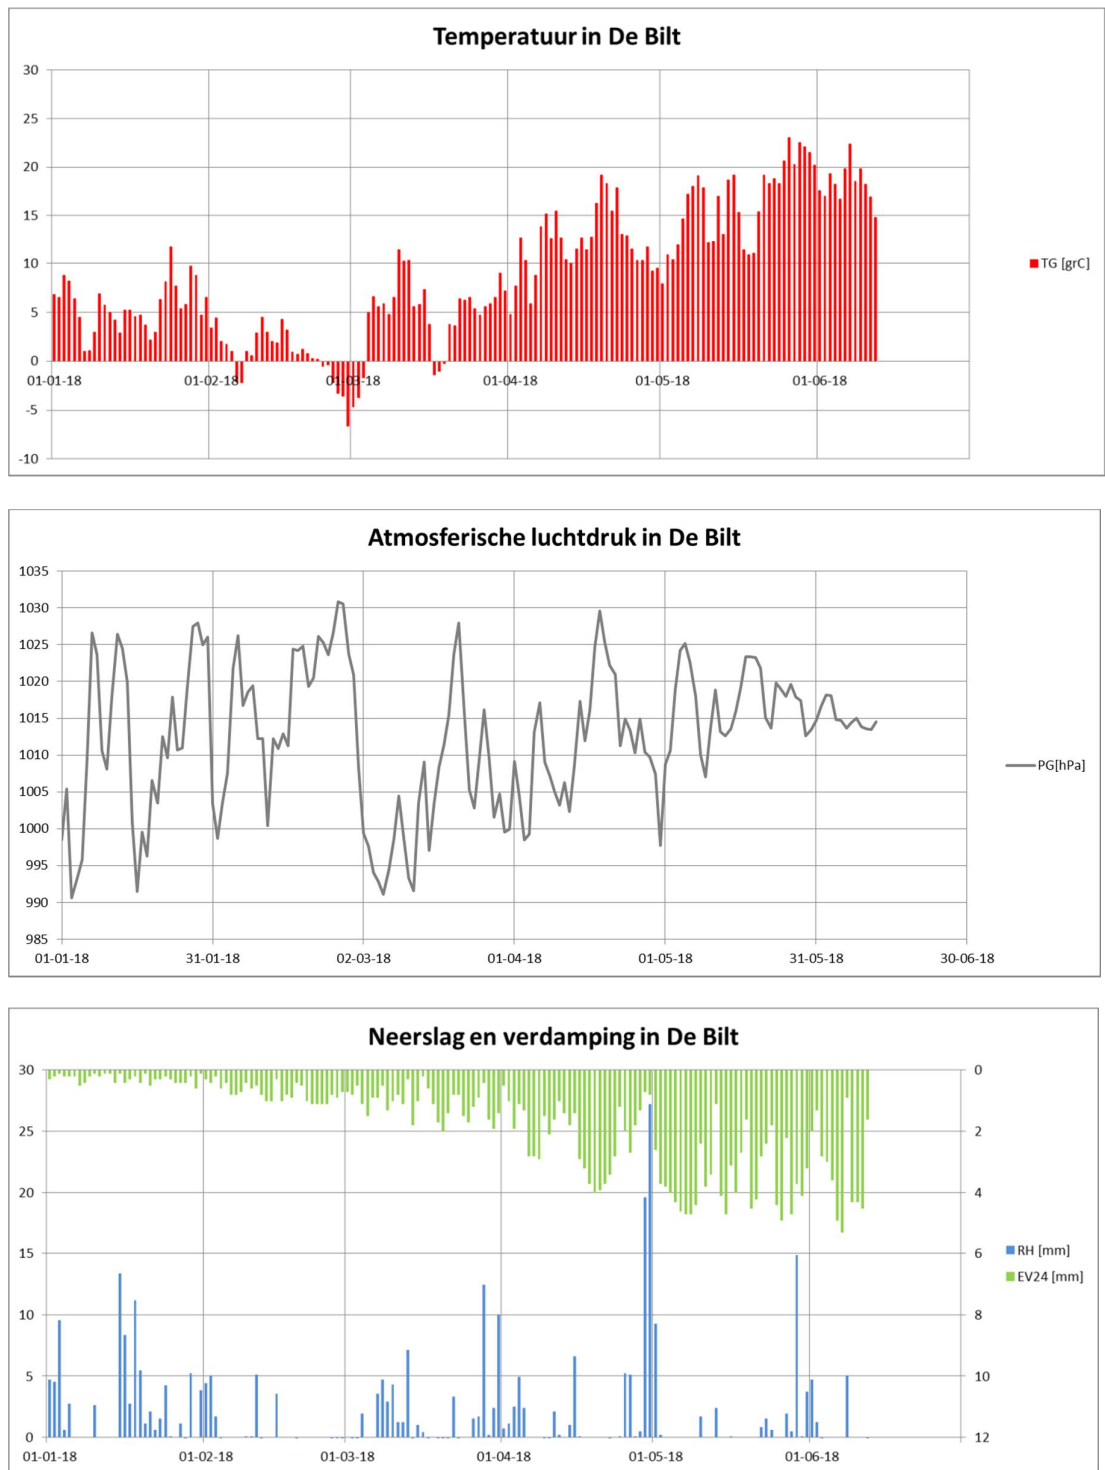 Temperatuur in De Bilt
30
25
20
15
10
5
0
-5
-10
01-01-18 01-02-18 01-03-18 01-04-18 01-05-18 01-06-18
TG [grC]
Atmosferische luchtdruk in De Bilt
1035
1030
1025
1020
1015
1010
1005
1000
995
990
985
01-01-18 31-01-18 02-03-18 01-04-18 01-05-18 31-05-18 30-06-18
PG[hPa]
Neerslag en verdamping in De Bilt
30 0
25 2
20 4
15 6
10 8
5 10
0 12
01-01-18 01-02-18 01-03-18 01-04-18 01-05-18 01-06-18
RH [mm]
EV24 [mm]